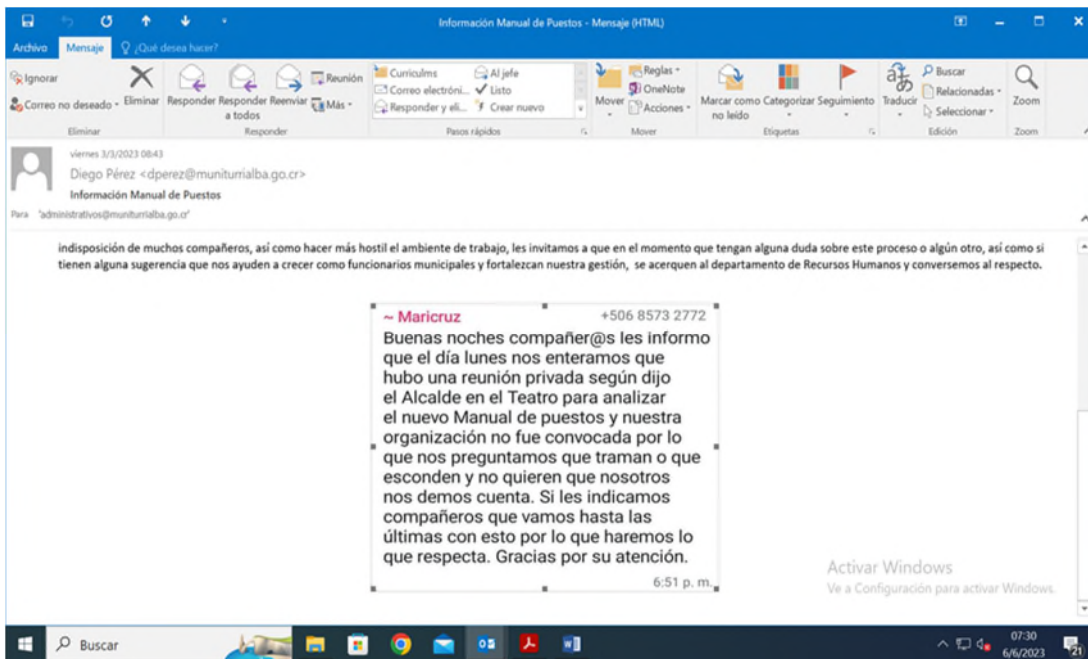 Información Manual de Puestos - Mensaje (HTML)
Archivo Mensaje ¿Qué desea hacer?
Ignorar
Correo no deseado
Eliminar
Eliminar
Responder
Responder a todos
Reenviar
Reunión
Más
Responder
Curriculms
Al jefe
Correo electróni...
Listo
Responder y eli...
Crear nuevo
Pasos rápidos
Mover
Reglas
OneNote
Acciones
Mover
Marcar como no leído
Categorizar
Seguimiento
Etiquetas
Traducir
Buscar
Relacionadas
Seleccionar
Edición
Zoom
Zoom
viernes 3/3/2023 08:43
Diego Pérez <dperez@muniturrialba.go.cr>
Información Manual de Puestos
Para 'administrativos@muniturrialba.go.cr'
indisposición de muchos compañeros, así como hacer más hostil el ambiente de trabajo, les invitamos a que en el momento que tengan alguna duda sobre este proceso o algún otro, así como si
tienen alguna sugerencia que nos ayuden a crecer como funcionarios municipales y fortalezcan nuestra gestión, se acerquen al departamento de Recursos Humanos y conversemos al respecto.
~ Maricruz +506 8573 2772
Buenas noches compañer@s les informo
que el día lunes nos enteramos que
hubo una reunión privada según dijo
el Alcalde en el Teatro para analizar
el nuevo Manual de puestos y nuestra
organización no fue convocada por lo
que nos preguntamos que traman o que
esconden y no quieren que nosotros
nos demos cuenta. Si les indicamos
compañeros que vamos hasta las
últimas con esto por lo que haremos lo
que respecta. Gracias por su atención.
6:51 p. m.
Activar Windows
Ve a Configuración para activar Windows.
Buscar
07:30
6/6/2023
21